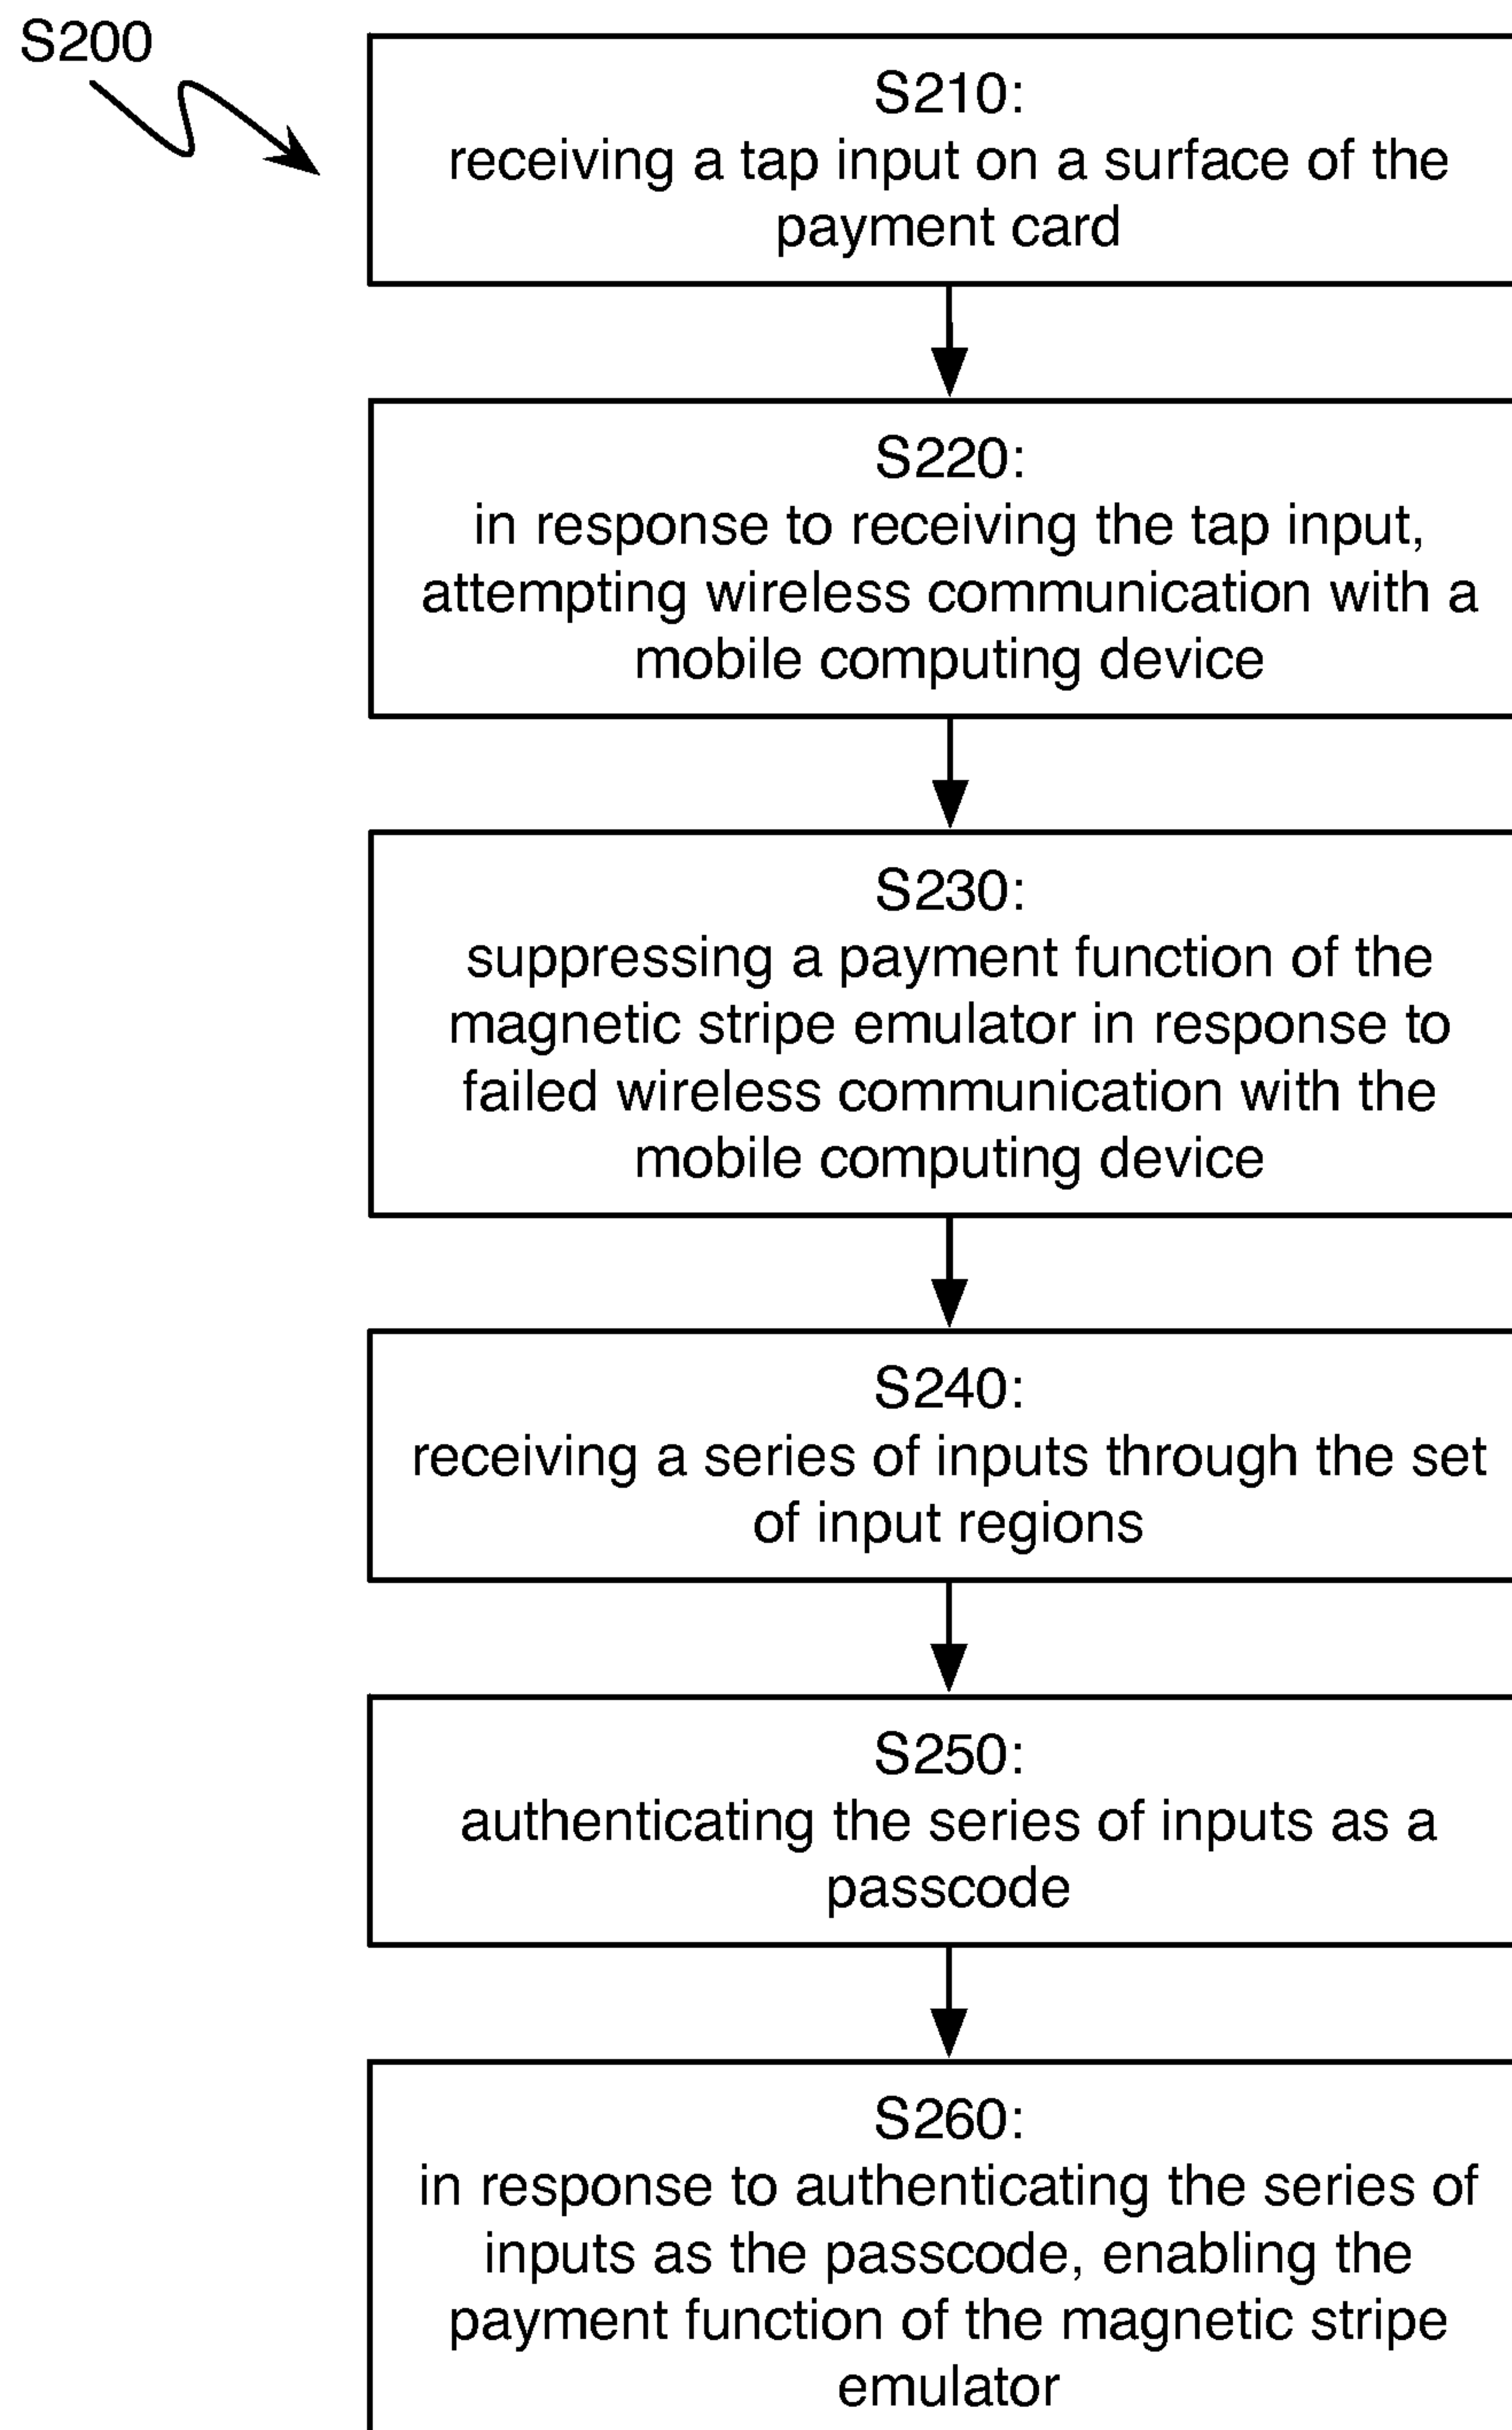 S200
S210:
receiving a tap input on a surface of the
payment card
S220:
in response to receiving the tap input,
attempting wireless communication with a
mobile computing device
S230:
suppressing a payment function of the
magnetic stripe emulator in response to
failed wireless communication with the
mobile computing device
S240:
receiving a series of inputs through the set
of input regions
S250:
authenticating the series of inputs as a
passcode
S260:
in response to authenticating the series of
inputs as the passcode, enabling the
payment function of the magnetic stripe
emulator